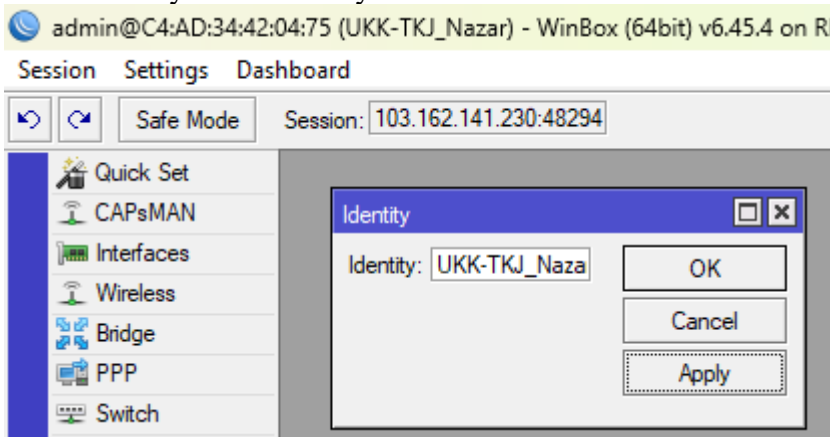 admin@C4:AD:34:42:04:75 (UKK-TKJ_Nazar) - WinBox (64bit) v6.45.4 on
Session Settings Dashboard
Safe Mode Session: 103.162.141.230:48294
Quick Set
CAPsMAN
Interfaces
Wireless
Bridge
PPP
Switch
Identity
Identity: UKK-TKJ_Naza
OK
Cancel
Apply